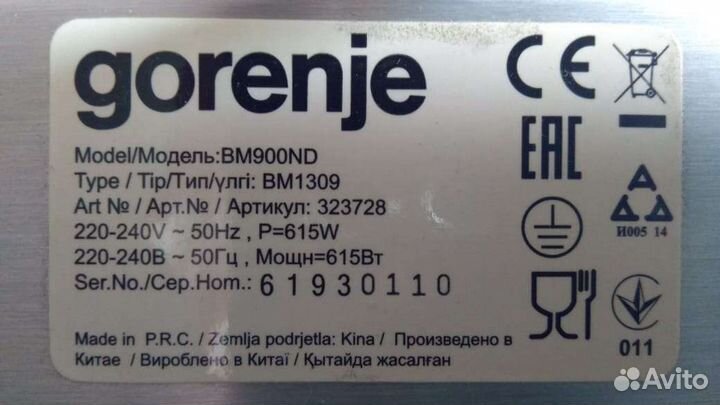 gorenje
CE
EAC
Model/Модель:BM900ND
Type / Tip/Тип/үлгі: BM1309
Art № / Арт.№ / Артикул: 323728
220-240V ~ 50Hz , P=615W
220-240В ~ 50Гц , Мощн=615Вт
Ser.No./Сер.Ном.: 61930110
И005 14
Made in P.R.C./ Zemlja podrjetla: Kina / Произведено в
Китае / Вироблено в Китаї / Қытайда жасалған
011
Avito